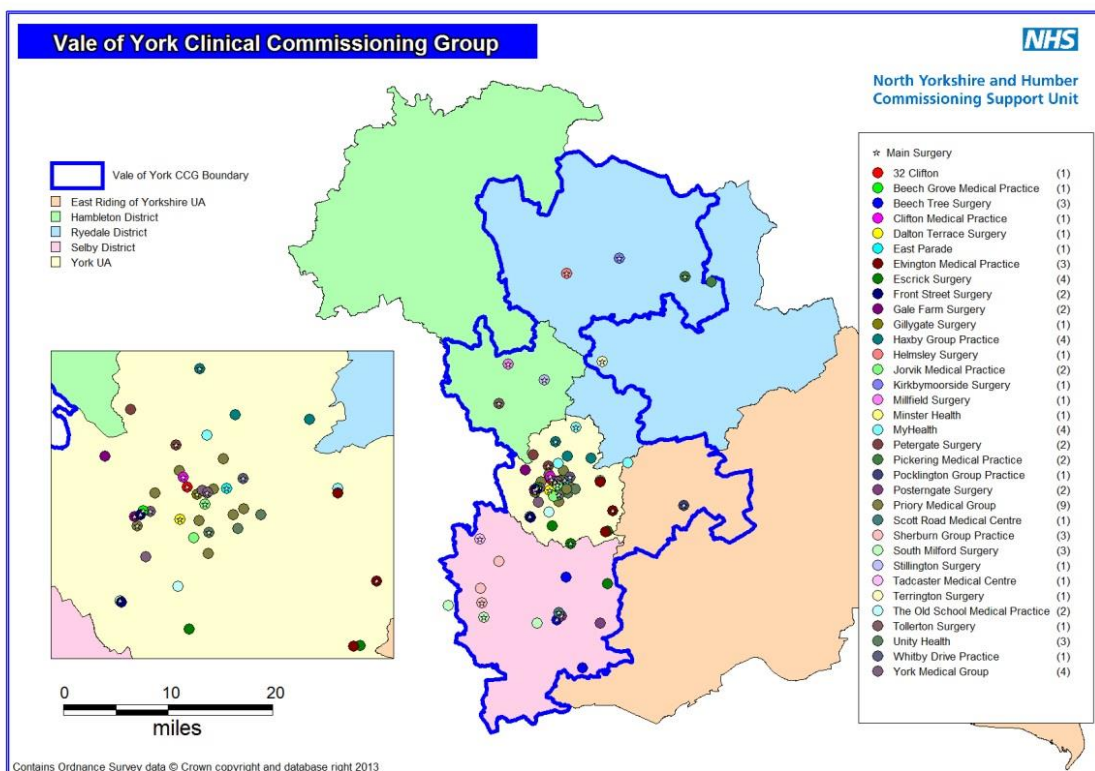 Vale of York Clinical Commissioning Group
NHS
North Yorkshire and Humber
Commissioning Support Unit
Vale of York CCG Boundary
East Riding of Yorkshire UA
Hambleton District
Ryedale District
Selby District
York UA
Main Surgery
32 Clifton (1)
Beech Grove Medical Practice (1)
Beech Tree Surgery (3)
Clifton Medical Practice (1)
Dalton Terrace Surgery (1)
East Parade (1)
Elvington Medical Practice (3)
Escrick Surgery (4)
Front Street Surgery (2)
Gale Farm Surgery (2)
Gillygate Surgery (1)
Haxby Group Practice (4)
Helmsley Surgery (1)
Jorvik Medical Practice (2)
Kirkbymoorside Surgery (1)
Millfield Surgery (1)
Minster Health (1)
MyHealth (4)
Petergate Surgery (2)
Pickering Medical Practice (2)
Pocklington Group Practice (1)
Posterngate Surgery (2)
Priory Medical Group (9)
Scott Road Medical Centre (1)
Sherburn Group Practice (3)
South Milford Surgery (3)
Stillington Surgery (1)
Tadcaster Medical Centre (1)
Terrington Surgery (1)
The Old School Medical Practice (2)
Tollerton Surgery (1)
Unity Health (3)
Whitby Drive Practice (1)
York Medical Group (4)
0 10 20
miles
Contains Ordnance Survey data © Crown copyright and database right 2013